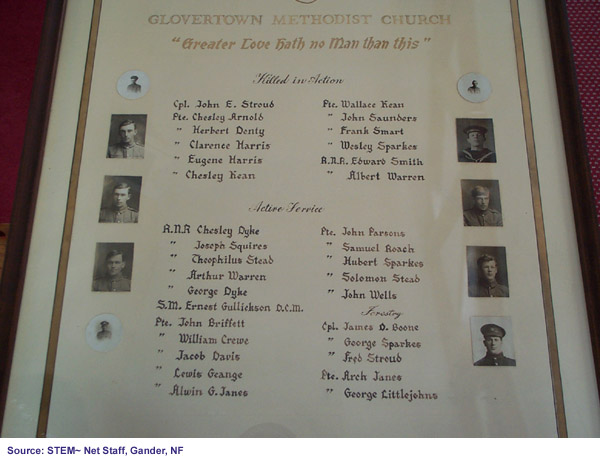 GLOVERTOWN METHODIST CHURCH
"Greater Love hath no Man than this"
Killed in Action
Cpl. John E. Stroud
Pte. Chesley Arnold
" Herbert Denty
" Clarence Harris
" Eugene Harris
" Chesley Kean
Pte. Wallace Kean
" John Saunders
" Frank Smart
" Wesley Sparkes
A.N.R. Edward Smith
" Albert Warren
Active Service
A.N.R Chesley Dyke
" Joseph Squires
" Theophilus Stead
" Arthur Warren
" George Dyke
S.M. Ernest Gullickson D.C.M.
Pte. John Briffett
" William Crewe
" Jacob Davis
" Lewis Geange
" Alwin G. Janes
Pte. John Parsons
" Samuel Roach
" Hubert Sparkes
" Solomon Stead
" John Wells
Forestry
Cpl. James D. Boone
" George Sparkes
" Fred Stroud
Pte. Arch Janes
" George Littlejohns
Source: STEM~ Net Staff, Gander, NF